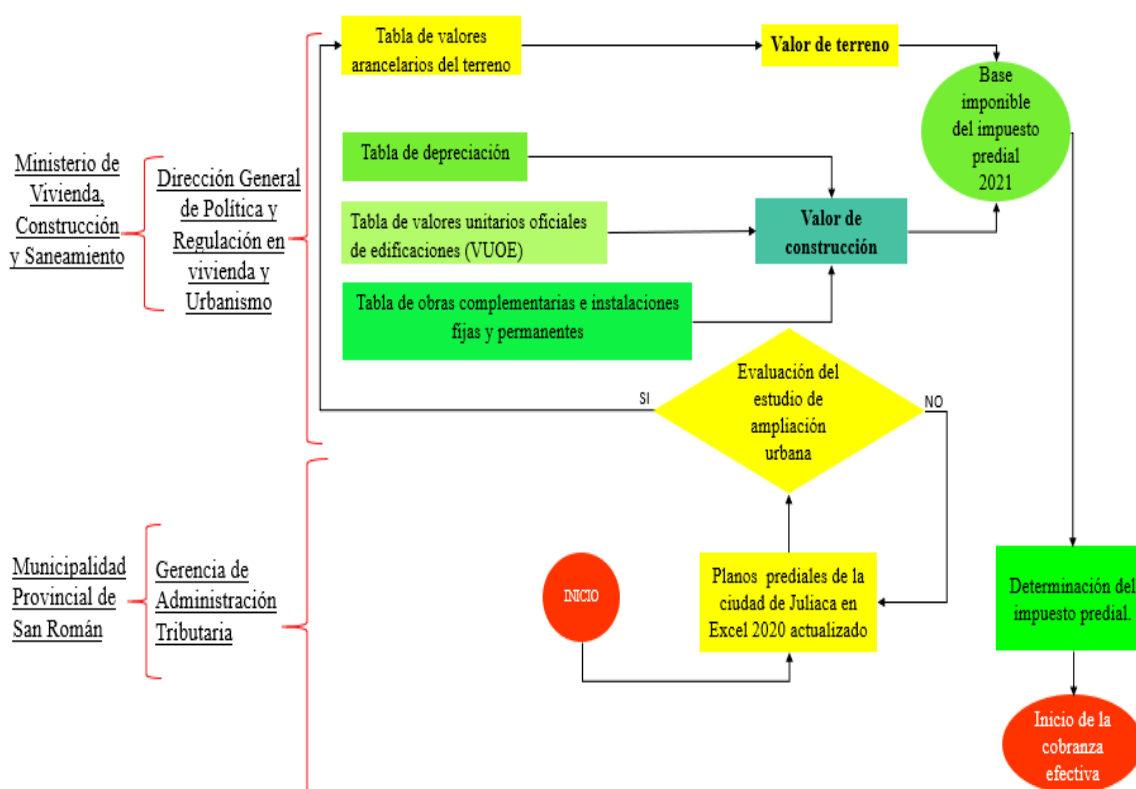 Tabla de valores
arancelarios del terreno
Valor de terreno
Base
imponible
del impuesto
predial
2021
Ministerio de
Vivienda,
Construcción
y Saneamiento
Dirección General
de Política y
Regulación en
vivienda y
Urbanismo
Tabla de depreciación
Tabla de valores unitarios oficiales
de edificaciones (VUOE)
Valor de
construcción
Tabla de obras complementarias e instalaciones
fijas y permanentes
Evaluación del
estudio de
ampliación
urbana
SI
NO
Municipalidad
Provincial de
San Román
Gerencia de
Administración
Tributaria
INICIO
Planos prediales de la
ciudad de Juliaca en
Excel 2020 actualizado
Determinación del
impuesto predial.
Inicio de la
cobranza
efectiva